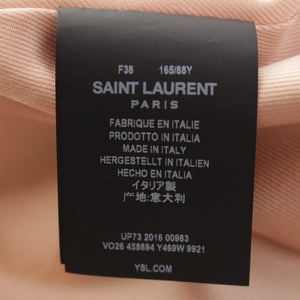 F38 165/88Y
SAINT LAURENT
PARIS
FABRIQUE EN ITALIE
PRODOTTO IN ITALIA
MADE IN ITALY
HERGESTELLT IN ITALIEN
HECHO EN ITALIA
イタリア製
产地:意大利
UP73 2016 00983
VO26 458894 Y469W 9921
YSL.COM